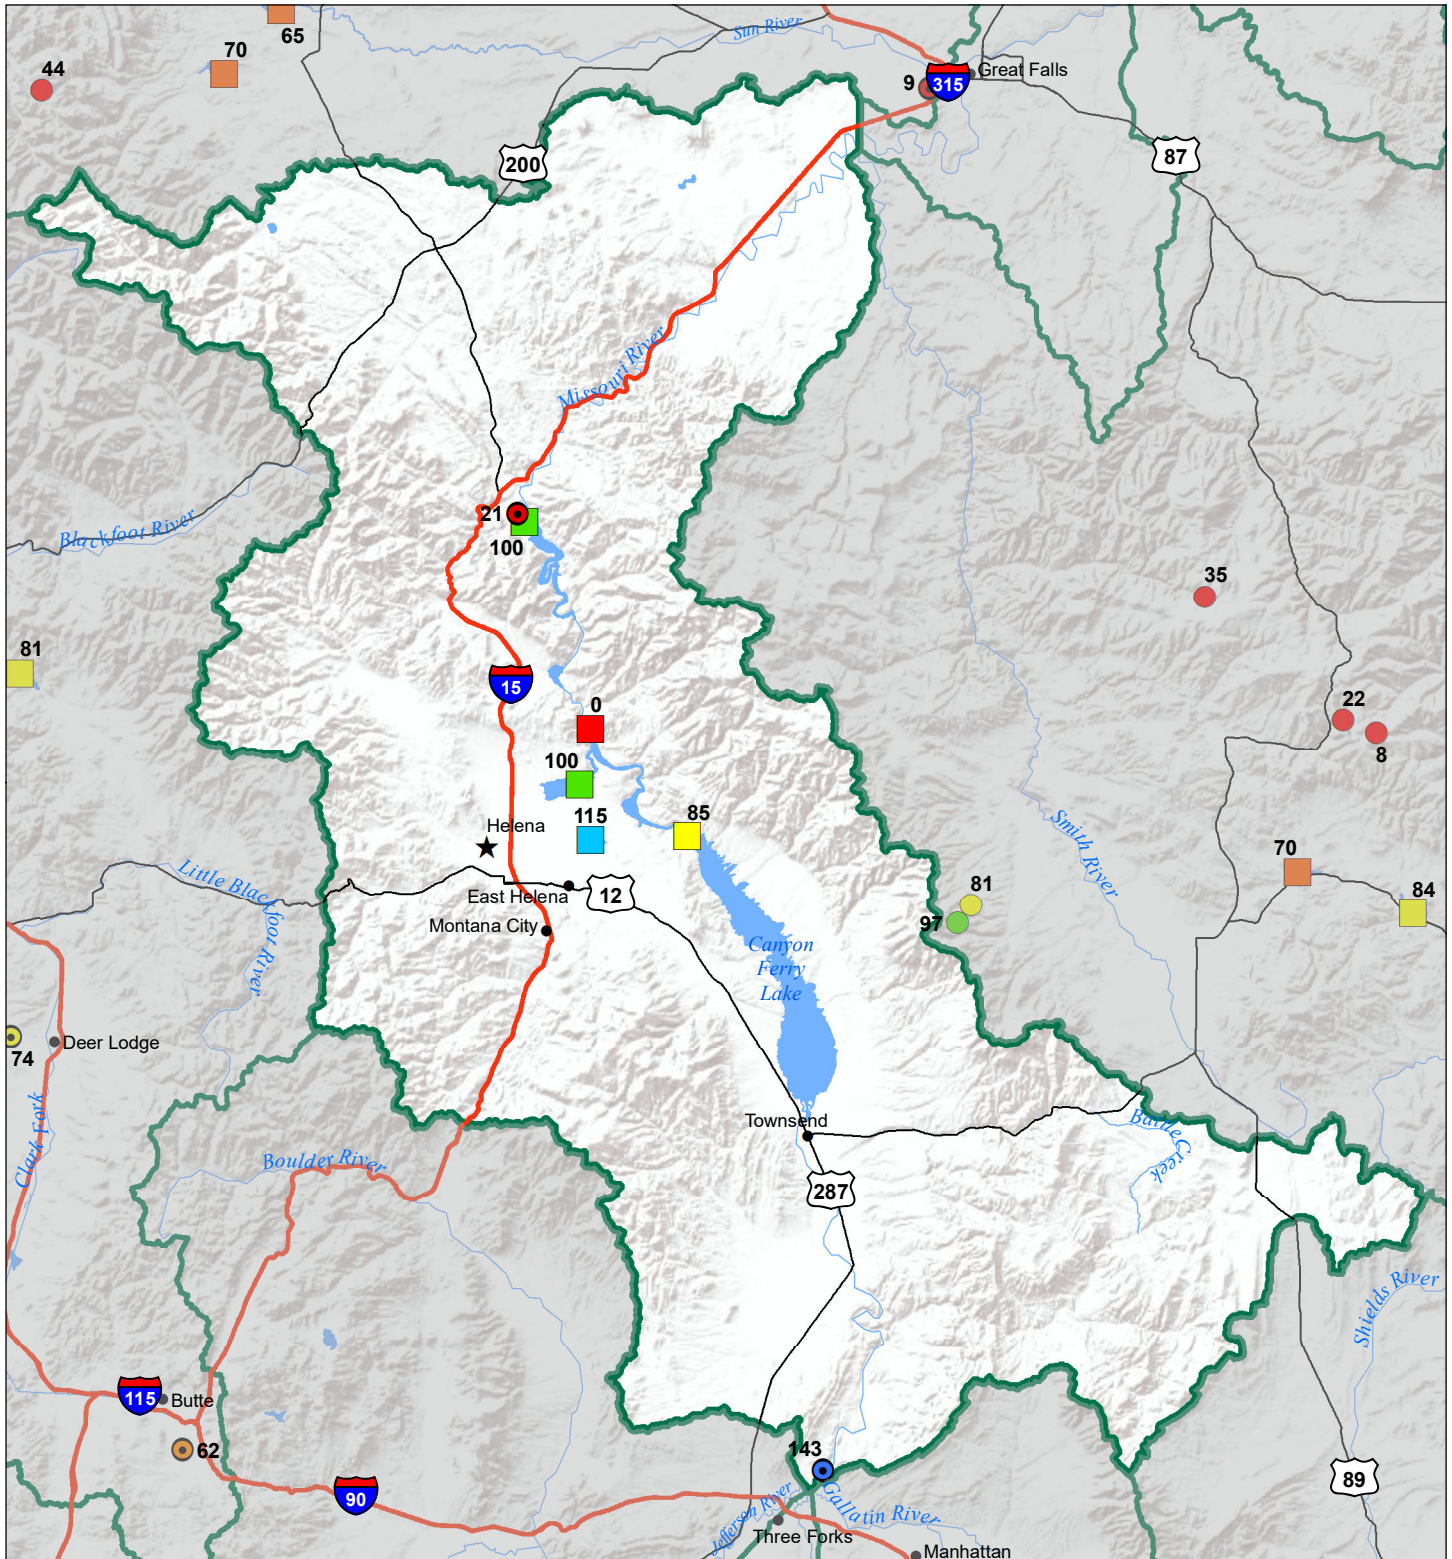 65
70
44
Sun River
9
315
Great Falls
200
87
Missouri River
21
100
Blackfoot River
35
81
15
0
22
8
100
115
85
Helena
Smith River
70
Little Blackfoot River
East Helena
12
81
84
97
Montana City
Canyon
Ferry
Lake
74
Deer Lodge
Clark Fork
Townsend
Battle Creek
Boulder River
287
Shields River
115
Butte
62
143
90
89
Jefferson River
Gallatin River
Three Forks
Manhattan